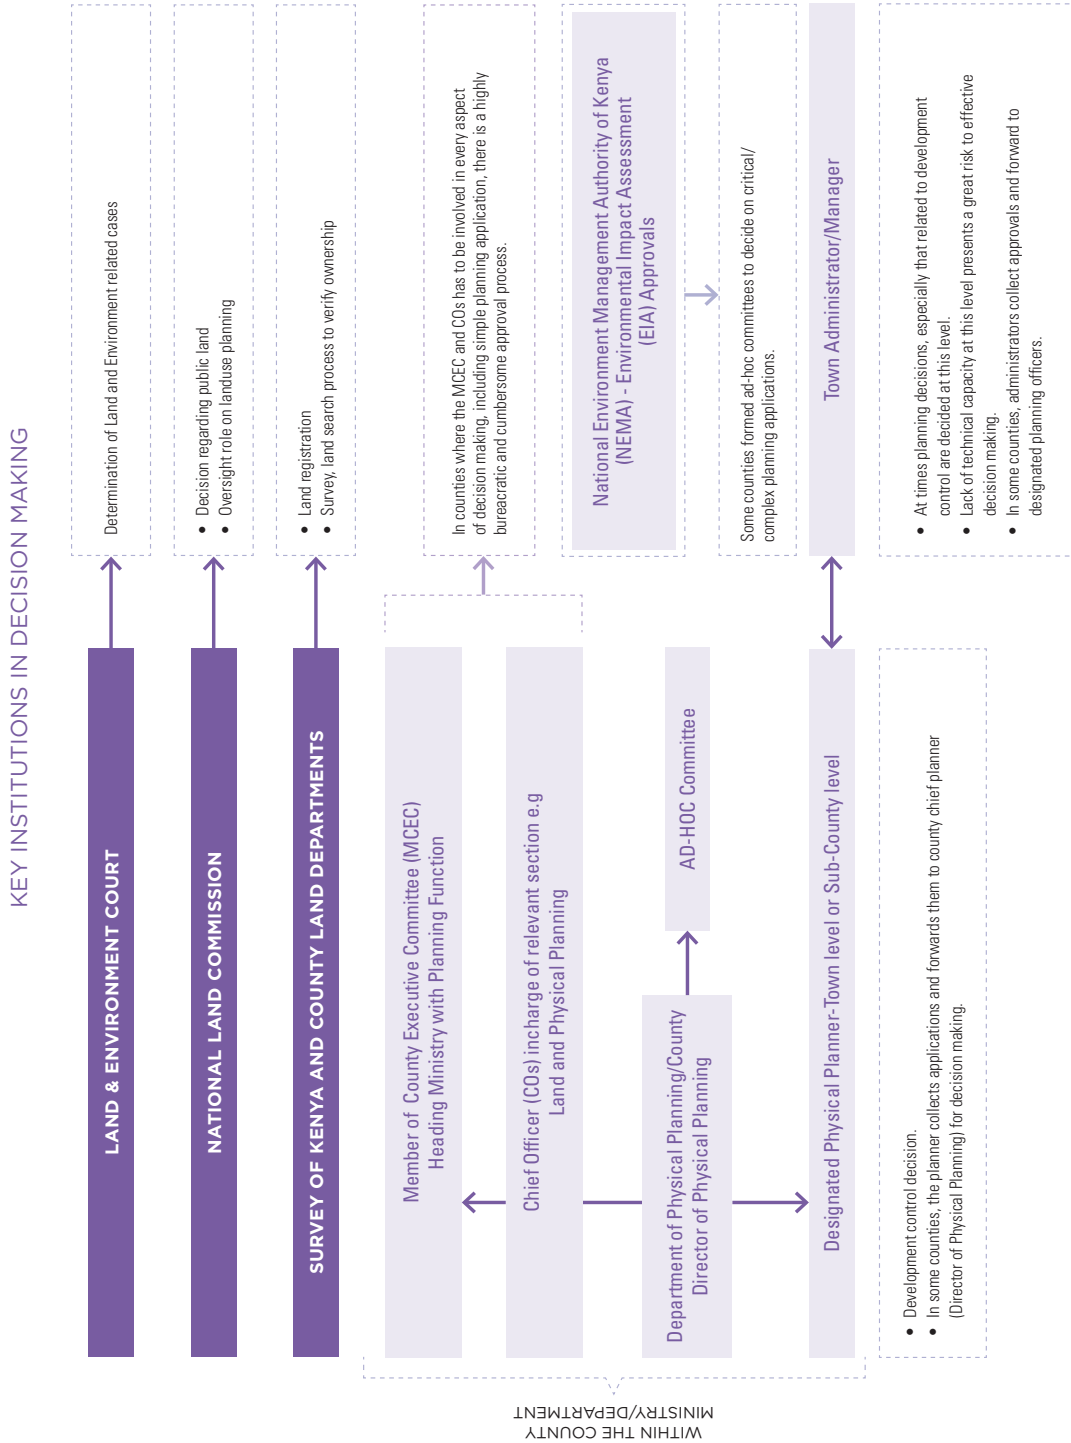 KEY INSTITUTIONS IN DECISION MAKING
LAND & ENVIRONMENT COURT
Determination of Land and Environment related cases
NATIONAL LAND COMMISSION
• Decision regarding public land
• Oversight role on landuse planning
SURVEY OF KENYA AND COUNTY LAND DEPARTMENTS
• Land registration
• Survey, land search process to verify ownership
WITHIN THE COUNTY
MINISTRY/DEPARTMENT
Member of County Executive Committee (MCEC)
Heading Ministry with Planning Function
Chief Officer (COs) incharge of relevant section e.g
Land and Physical Planning
In counties where the MCEC and COs has to be involved in every aspect
of decision making, including simple planning application, there is a highly
bureacratic and cumbersome approval process.
Department of Physical Planning/County
Director of Physical Planning
AD-HOC Committee
National Environment Management Authority of Kenya
(NEMA) - Environmental Impact Assessment
(EIA) Approvals
Some counties formed ad-hoc committees to decide on critical/
complex planning applications.
Designated Physical Planner-Town level or Sub-County level
Town Administrator/Manager
• Development control decision.
• In some counties, the planner collects applications and forwards them to county chief planner
(Director of Physical Planning) for decision making.
• At times planning decisions, especially that related to development
control are decided at this level.
• Lack of technical capacity at this level presents a great risk to effective
decision making.
• In some counties, administrators collect approvals and forward to
designated planning officers.